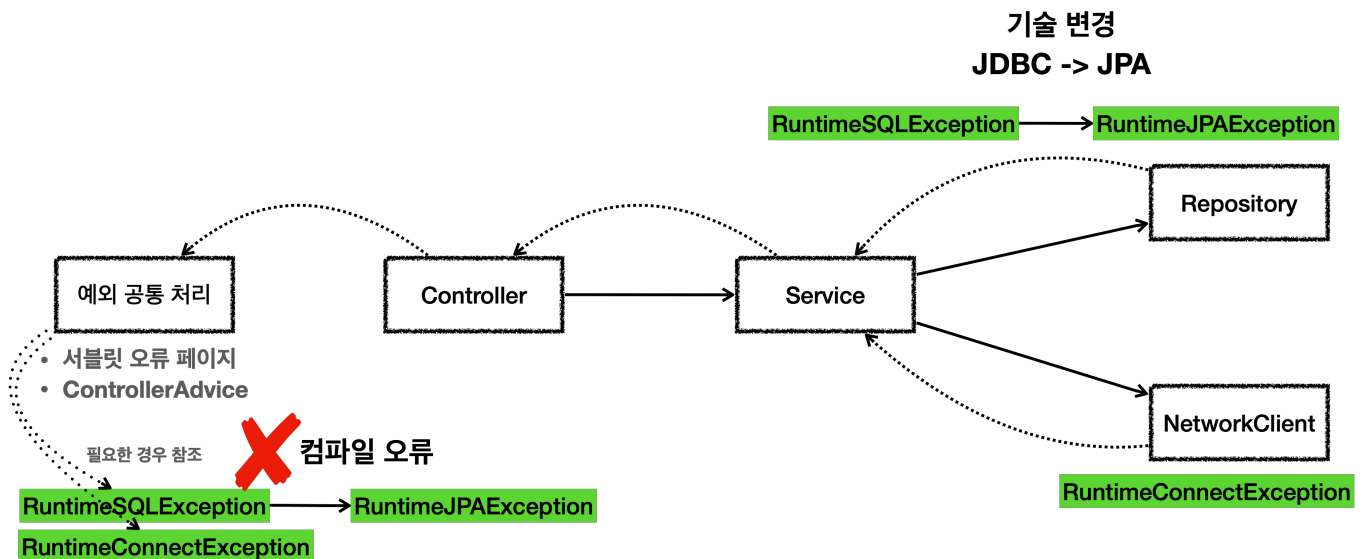 기술 변경
JDBC -> JPA
RuntimeSQLException
RuntimeJPAException
Repository
예외 공통 처리
Controller
Service
• 서블릿 오류 페이지
• ControllerAdvice
NetworkClient
필요한 경우 참조
컴파일 오류
RuntimeConnectException
RuntimeSQLException
RuntimeJPAException
RuntimeConnectException